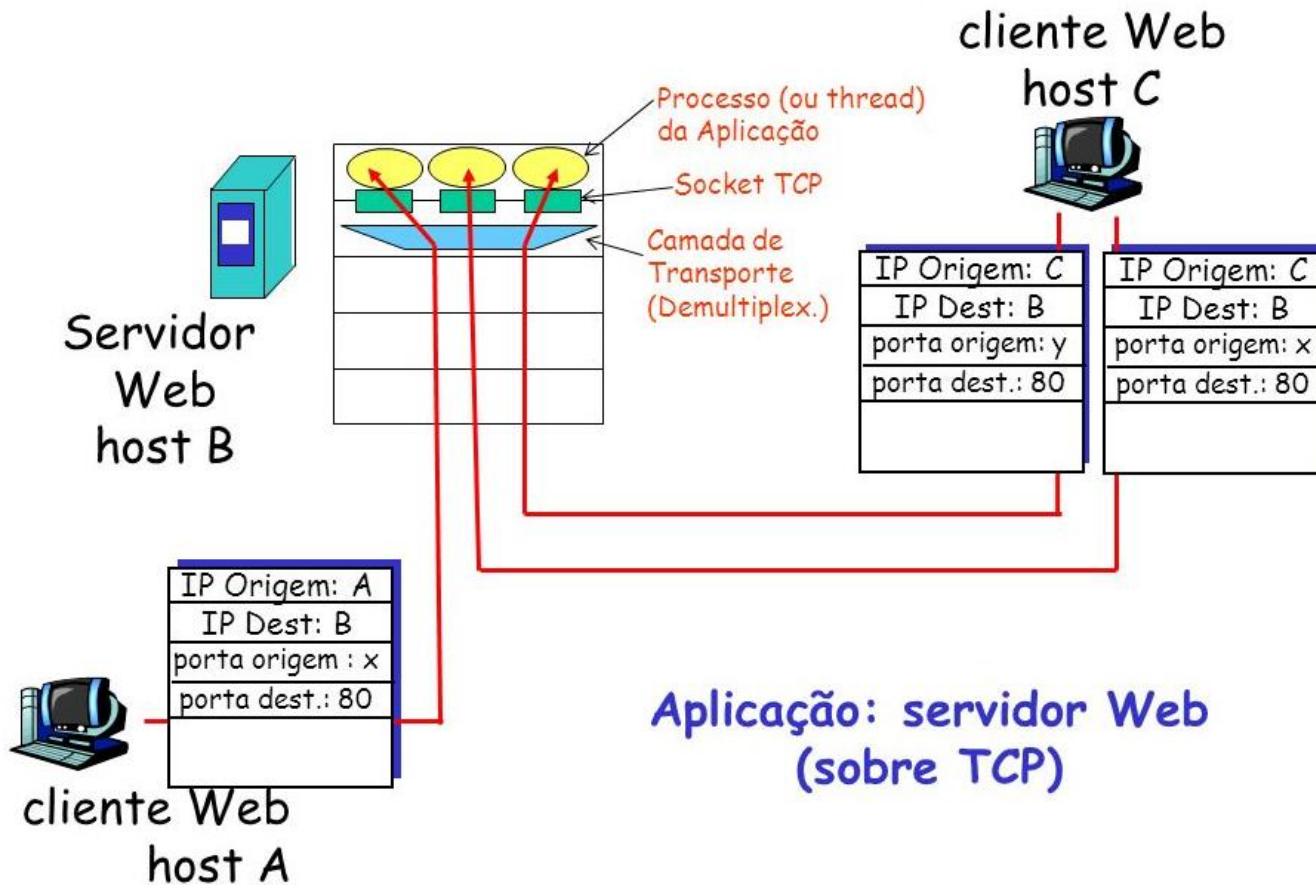 cliente Web
host C
Processo (ou thread)
da Aplicação
Socket TCP
Camada de
Transporte
(Demultiplex.)
Servidor
Web
host B
IP Origem: C
IP Dest: B
porta origem: y
porta dest.: 80
IP Origem: C
IP Dest: B
porta origem: x
porta dest.: 80
IP Origem: A
IP Dest: B
porta origem : x
porta dest.: 80
cliente Web
host A
Aplicação: servidor Web
(sobre TCP)